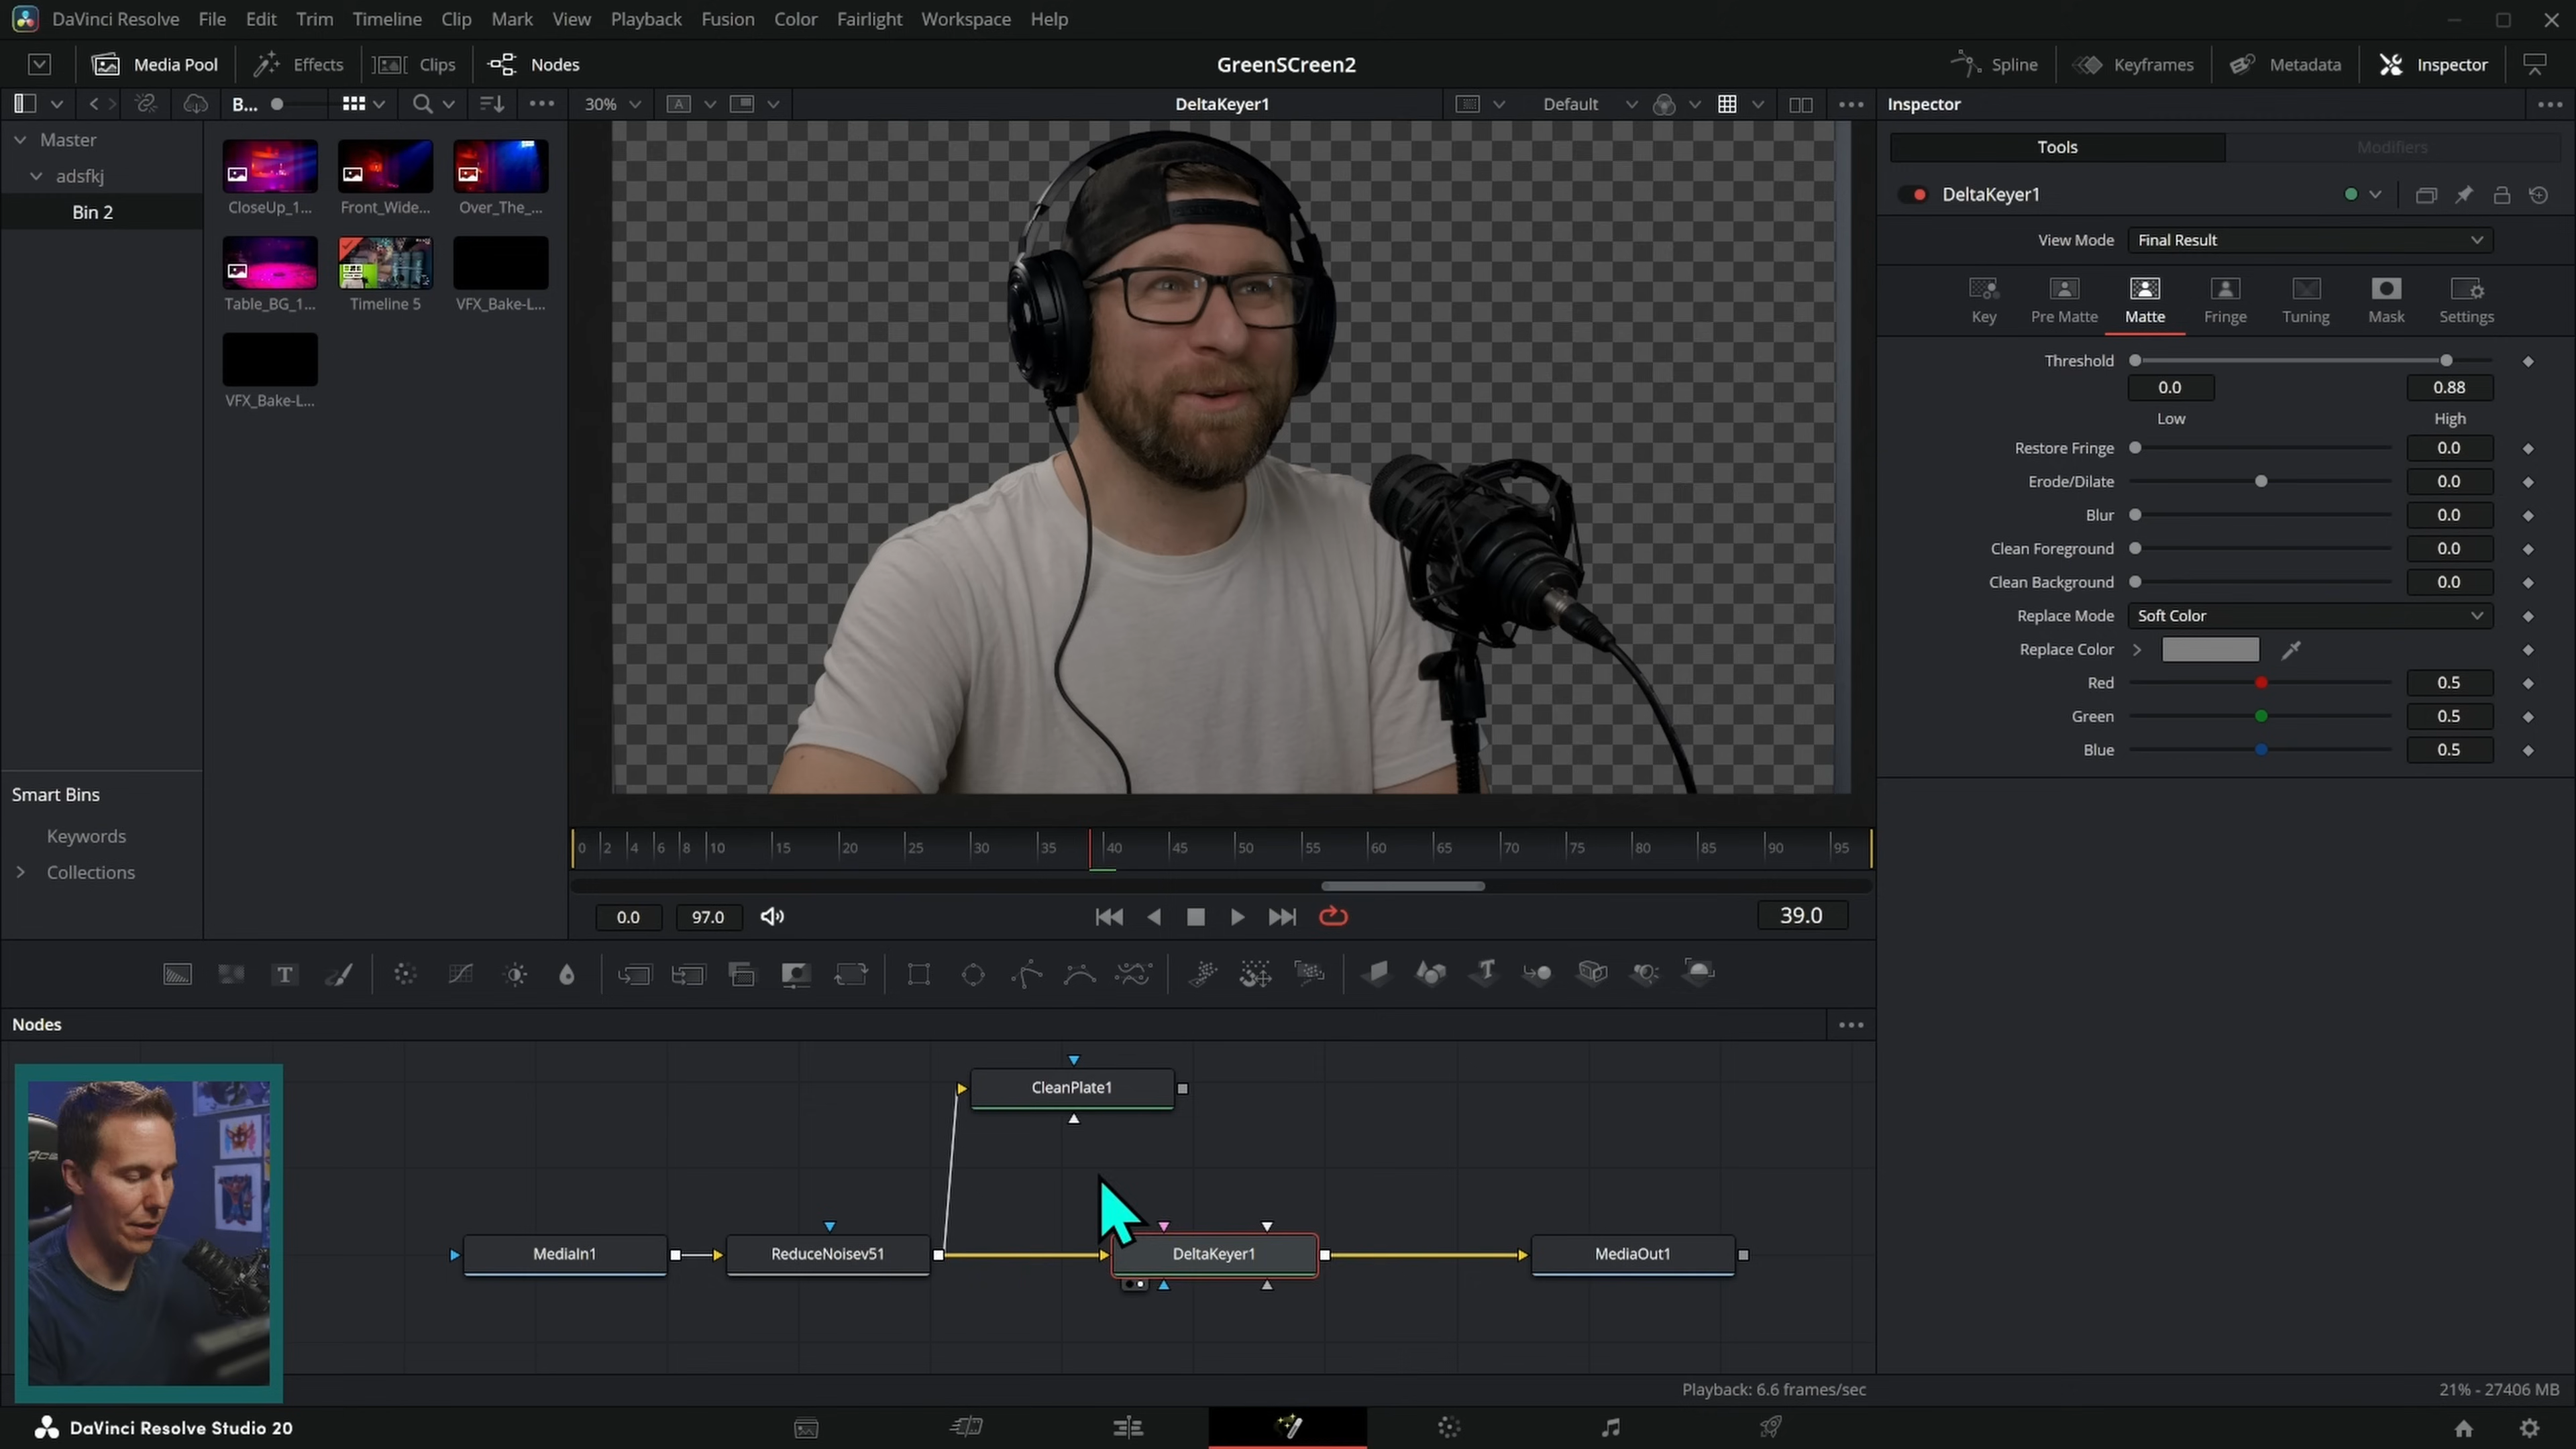 DaVinci Resolve File Edit Trim Timeline Clip Mark View Playback Fusion Color Fairlight Workspace Help
Media Pool Effects Clips Nodes GreenSCreen2 Spline Keyframes Metadata Inspector
B... 30% A DeltaKeyer1 Default Inspector
Master
adsfkj
Bin 2
CloseUp_1... Front_Wide... Over_The_...
Table_BG_1... Timeline 5 VFX_Bake-L...
VFX_Bake-L...
Smart Bins
Keywords
Collections
0 2 4 6 8 10 15 20 25 30 35 40 45 50 55 60 65 70 75 80 85 90 95
0.0 97.0 39.0
Tools Modifiers
DeltaKeyer1
View Mode Final Result
Key Pre Matte Matte Fringe Tuning Mask Settings
Threshold
0.0 0.88
Low High
Restore Fringe 0.0
Erode/Dilate 0.0
Blur 0.0
Clean Foreground 0.0
Clean Background 0.0
Replace Mode Soft Color
Replace Color
Red 0.5
Green 0.5
Blue 0.5
T T
Nodes
CleanPlate1
MediaIn1 ReduceNoisev51 DeltaKeyer1 MediaOut1
Playback: 6.6 frames/sec 21% - 27406 MB
DaVinci Resolve Studio 20